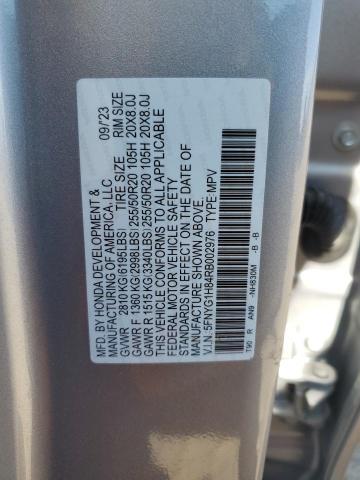 MFD. BY HONDA DEVELOPMENT & 09/'23
MANUFACTURING OF AMERICA, LLC.
TIRE SIZE RIM SIZE
GVWR 2810 KG(6195LBS)
GAWR F 1360 KG(2998LBS) 255/50R20 105H 20X8.0J
GAWR R 1515 KG(3340LBS) 255/50R20 105H 20X8.0J
THIS VEHICLE CONFORMS TO ALL APPLICABLE
FEDERAL MOTOR VEHICLE SAFETY
STANDARDS IN EFFECT ON THE DATE OF
MANUFACTURE SHOWN ABOVE.
V.I.N.: 5FNYG1H84RB002976 TYPE:MPV
T90 R AN9 -NH830M -B -B